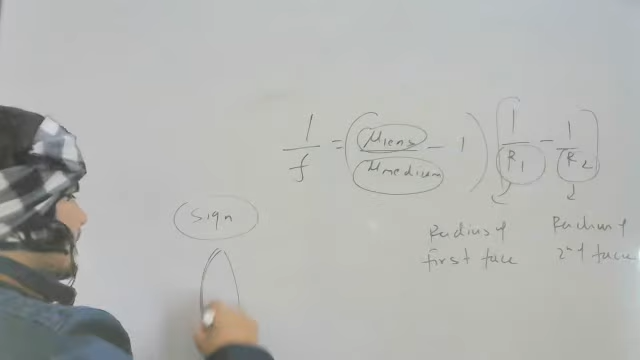 1/f = (μlens/μmedium - 1) (1/R1 - 1/R2)
sign
Radius of
first face
Radius of
2nd face